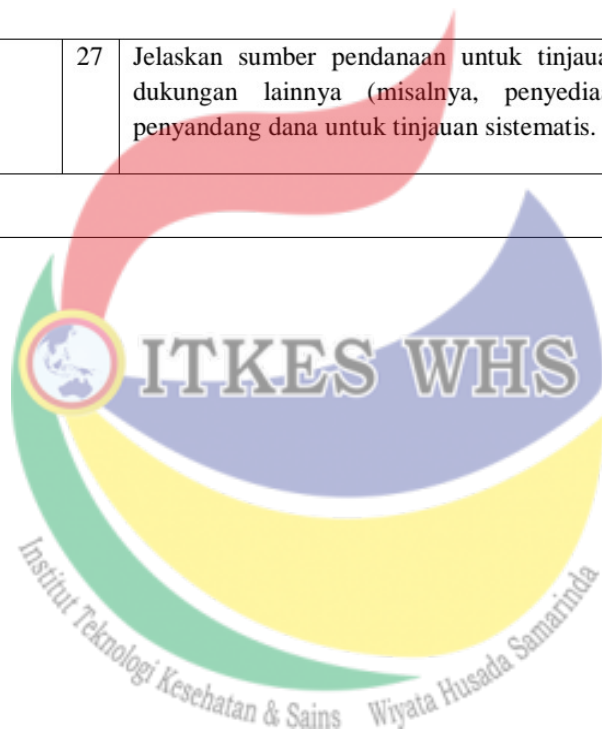 27 Jelaskan sumber pendanaan untuk tinjaua
dukungan lainnya (misalnya, penyedia
penyandang dana untuk tinjauan sistematis.
ITKES WHS
Institut Teknologi Kesehatan & Sains Wiyata Husada Samarinda